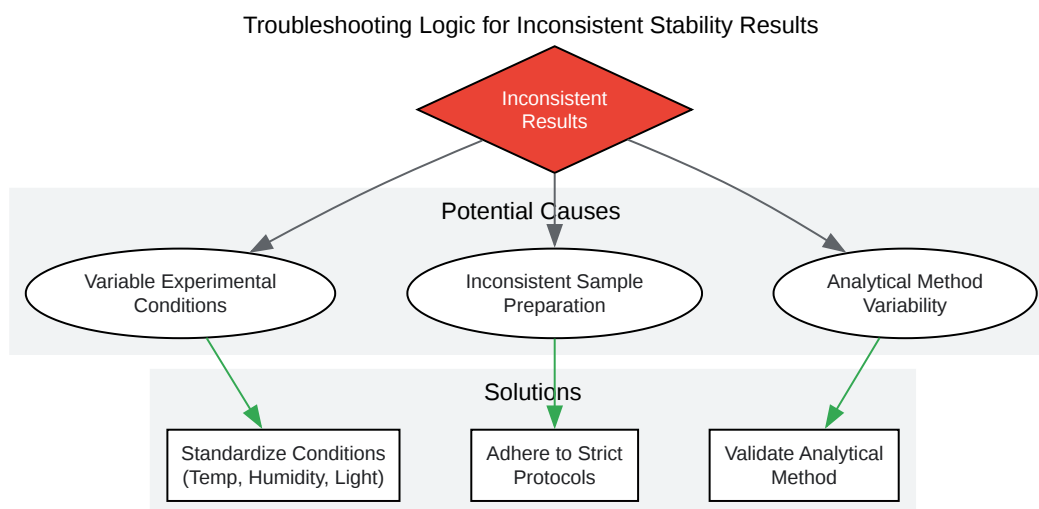 Troubleshooting Logic for Inconsistent Stability Results
Inconsistent
Results
Potential Causes
Variable Experimental
Conditions
Inconsistent Sample
Preparation
Analytical Method
Variability
Solutions
Standardize Conditions
(Temp, Humidity, Light)
Adhere to Strict
Protocols
Validate Analytical
Method